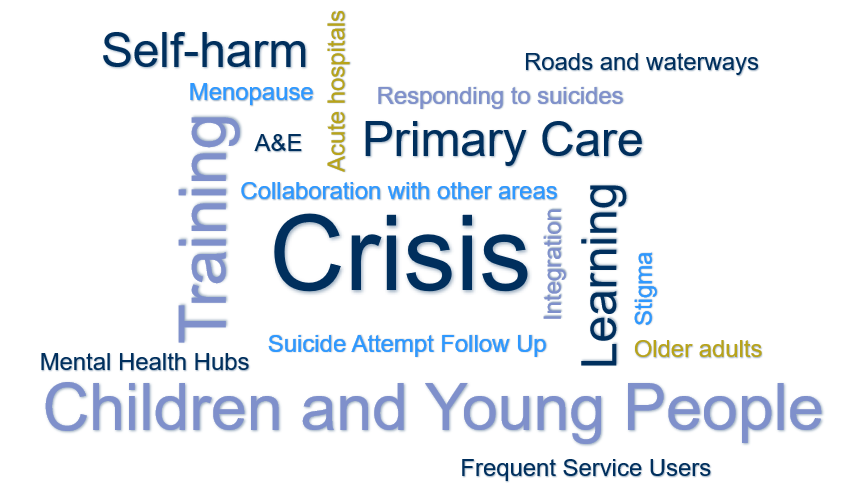 Self-harm
Acute hospitals
Roads and waterways
Menopause
Responding to suicides
Training
A&E
Primary Care
Collaboration with other areas
Crisis
Integration
Learning
Stigma
Suicide Attempt Follow Up
Older adults
Mental Health Hubs
Children and Young People
Frequent Service Users